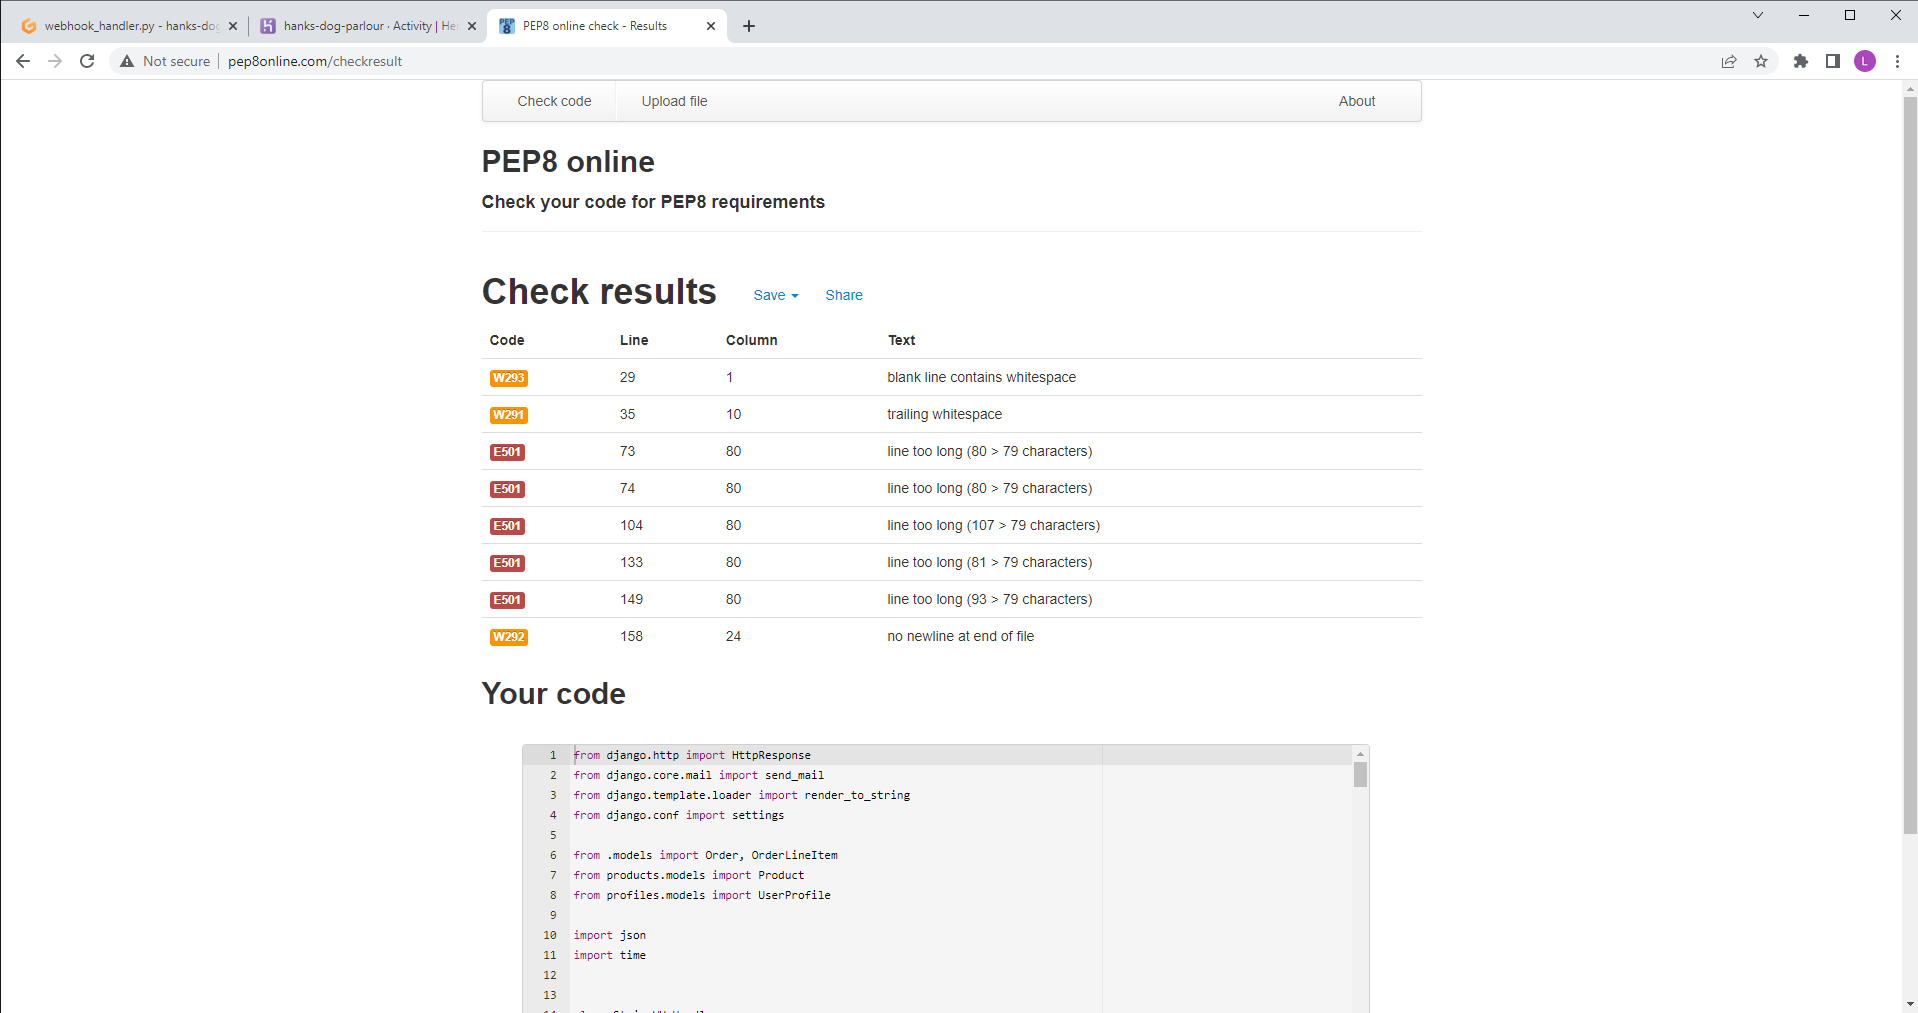 webhook_handler.py - hanks-dog
hanks-dog-parlour · Activity | He
PEP8 online check - Results
Not secure
pep8online.com/checkresult
L
Check code
Upload file
About
PEP8 online
Check your code for PEP8 requirements
Check results
Save
Share
Code Line Column Text
W293 29 1 blank line contains whitespace
W291 35 10 trailing whitespace
E501 73 80 line too long (80 > 79 characters)
E501 74 80 line too long (80 > 79 characters)
E501 104 80 line too long (107 > 79 characters)
E501 133 80 line too long (81 > 79 characters)
E501 149 80 line too long (93 > 79 characters)
W292 158 24 no newline at end of file
Your code
1 from django.http import HttpResponse
2 from django.core.mail import send_mail
3 from django.template.loader import render_to_string
4 from django.conf import settings
5
6 from .models import Order, OrderLineItem
7 from products.models import Product
8 from profiles.models import UserProfile
9
10 import json
11 import time
12
13